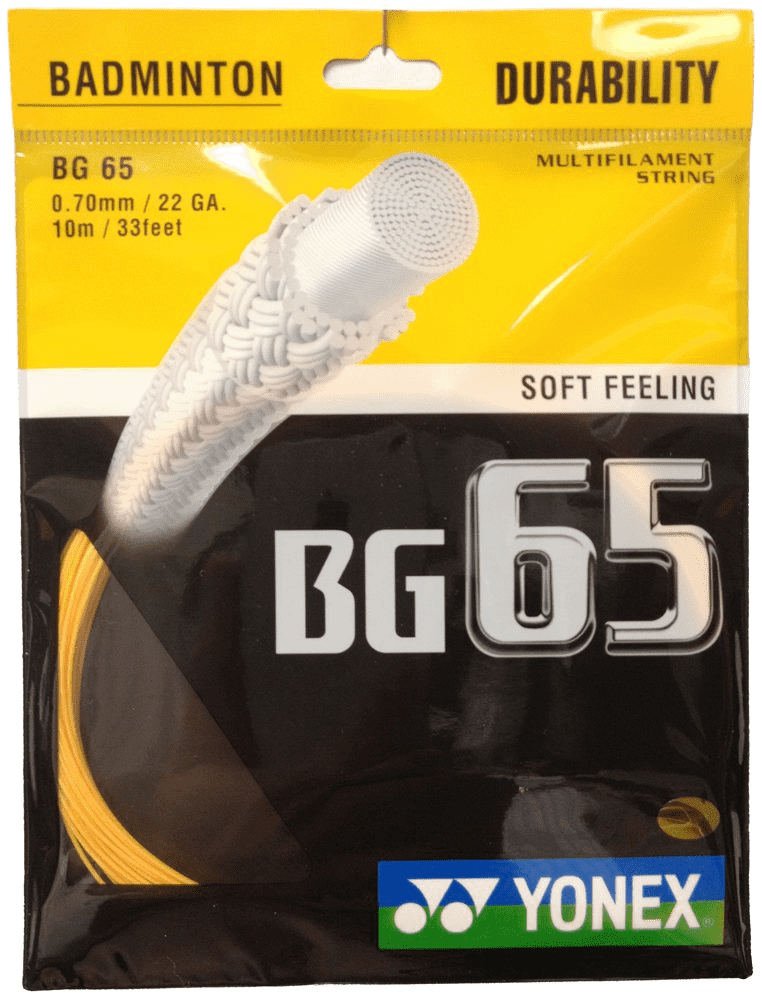 BADMINTON
DURABILITY
BG 65
0.70mm / 22 GA.
10m / 33feet
MULTIFILAMENT
STRING
SOFT FEELING
BG65
YONEX®